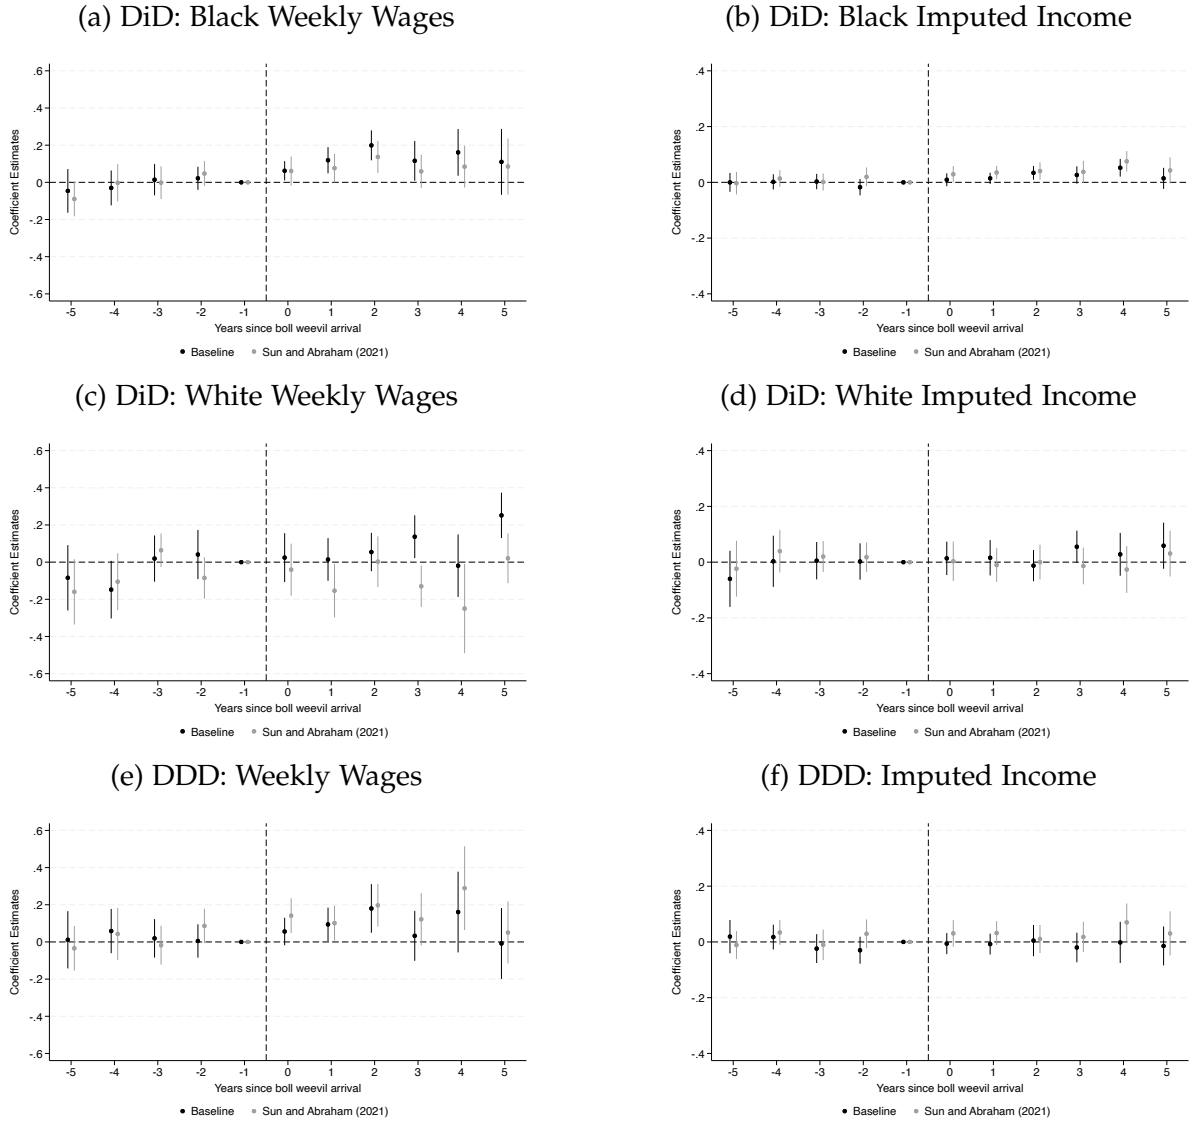 (a) DiD: Black Weekly Wages
Coefficient Estimates
.6
.4
.2
0
-.2
-.4
-.6
-5 -4 -3 -2 -1 0 1 2 3 4 5
Years since boll weevil arrival
Baseline Sun and Abraham (2021)
(b) DiD: Black Imputed Income
Coefficient Estimates
.4
.2
0
-.2
-.4
-5 -4 -3 -2 -1 0 1 2 3 4 5
Years since boll weevil arrival
Baseline Sun and Abraham (2021)
(c) DiD: White Weekly Wages
Coefficient Estimates
.6
.4
.2
0
-.2
-.4
-.6
-5 -4 -3 -2 -1 0 1 2 3 4 5
Years since boll weevil arrival
Baseline Sun and Abraham (2021)
(d) DiD: White Imputed Income
Coefficient Estimates
.4
.2
0
-.2
-.4
-5 -4 -3 -2 -1 0 1 2 3 4 5
Years since boll weevil arrival
Baseline Sun and Abraham (2021)
(e) DDD: Weekly Wages
Coefficient Estimates
.6
.4
.2
0
-.2
-.4
-.6
-5 -4 -3 -2 -1 0 1 2 3 4 5
Years since boll weevil arrival
Baseline Sun and Abraham (2021)
(f) DDD: Imputed Income
Coefficient Estimates
.4
.2
0
-.2
-.4
-5 -4 -3 -2 -1 0 1 2 3 4 5
Years since boll weevil arrival
Baseline Sun and Abraham (2021)